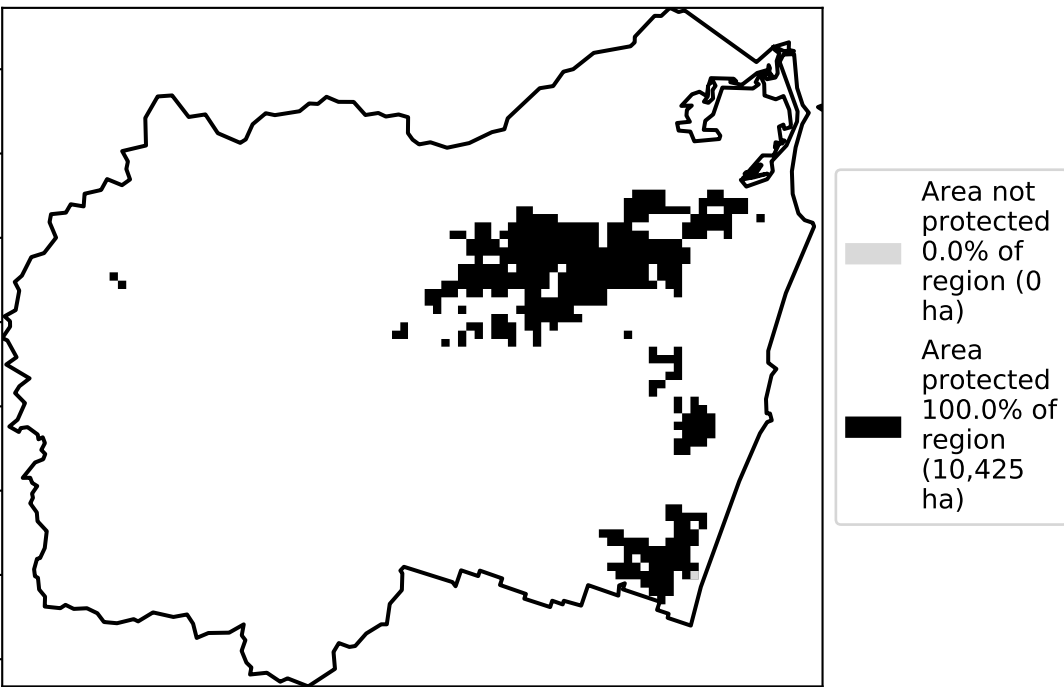 Area not
protected
0.0% of
region (0
ha)
Area
protected
100.0% of
region
(10,425
ha)